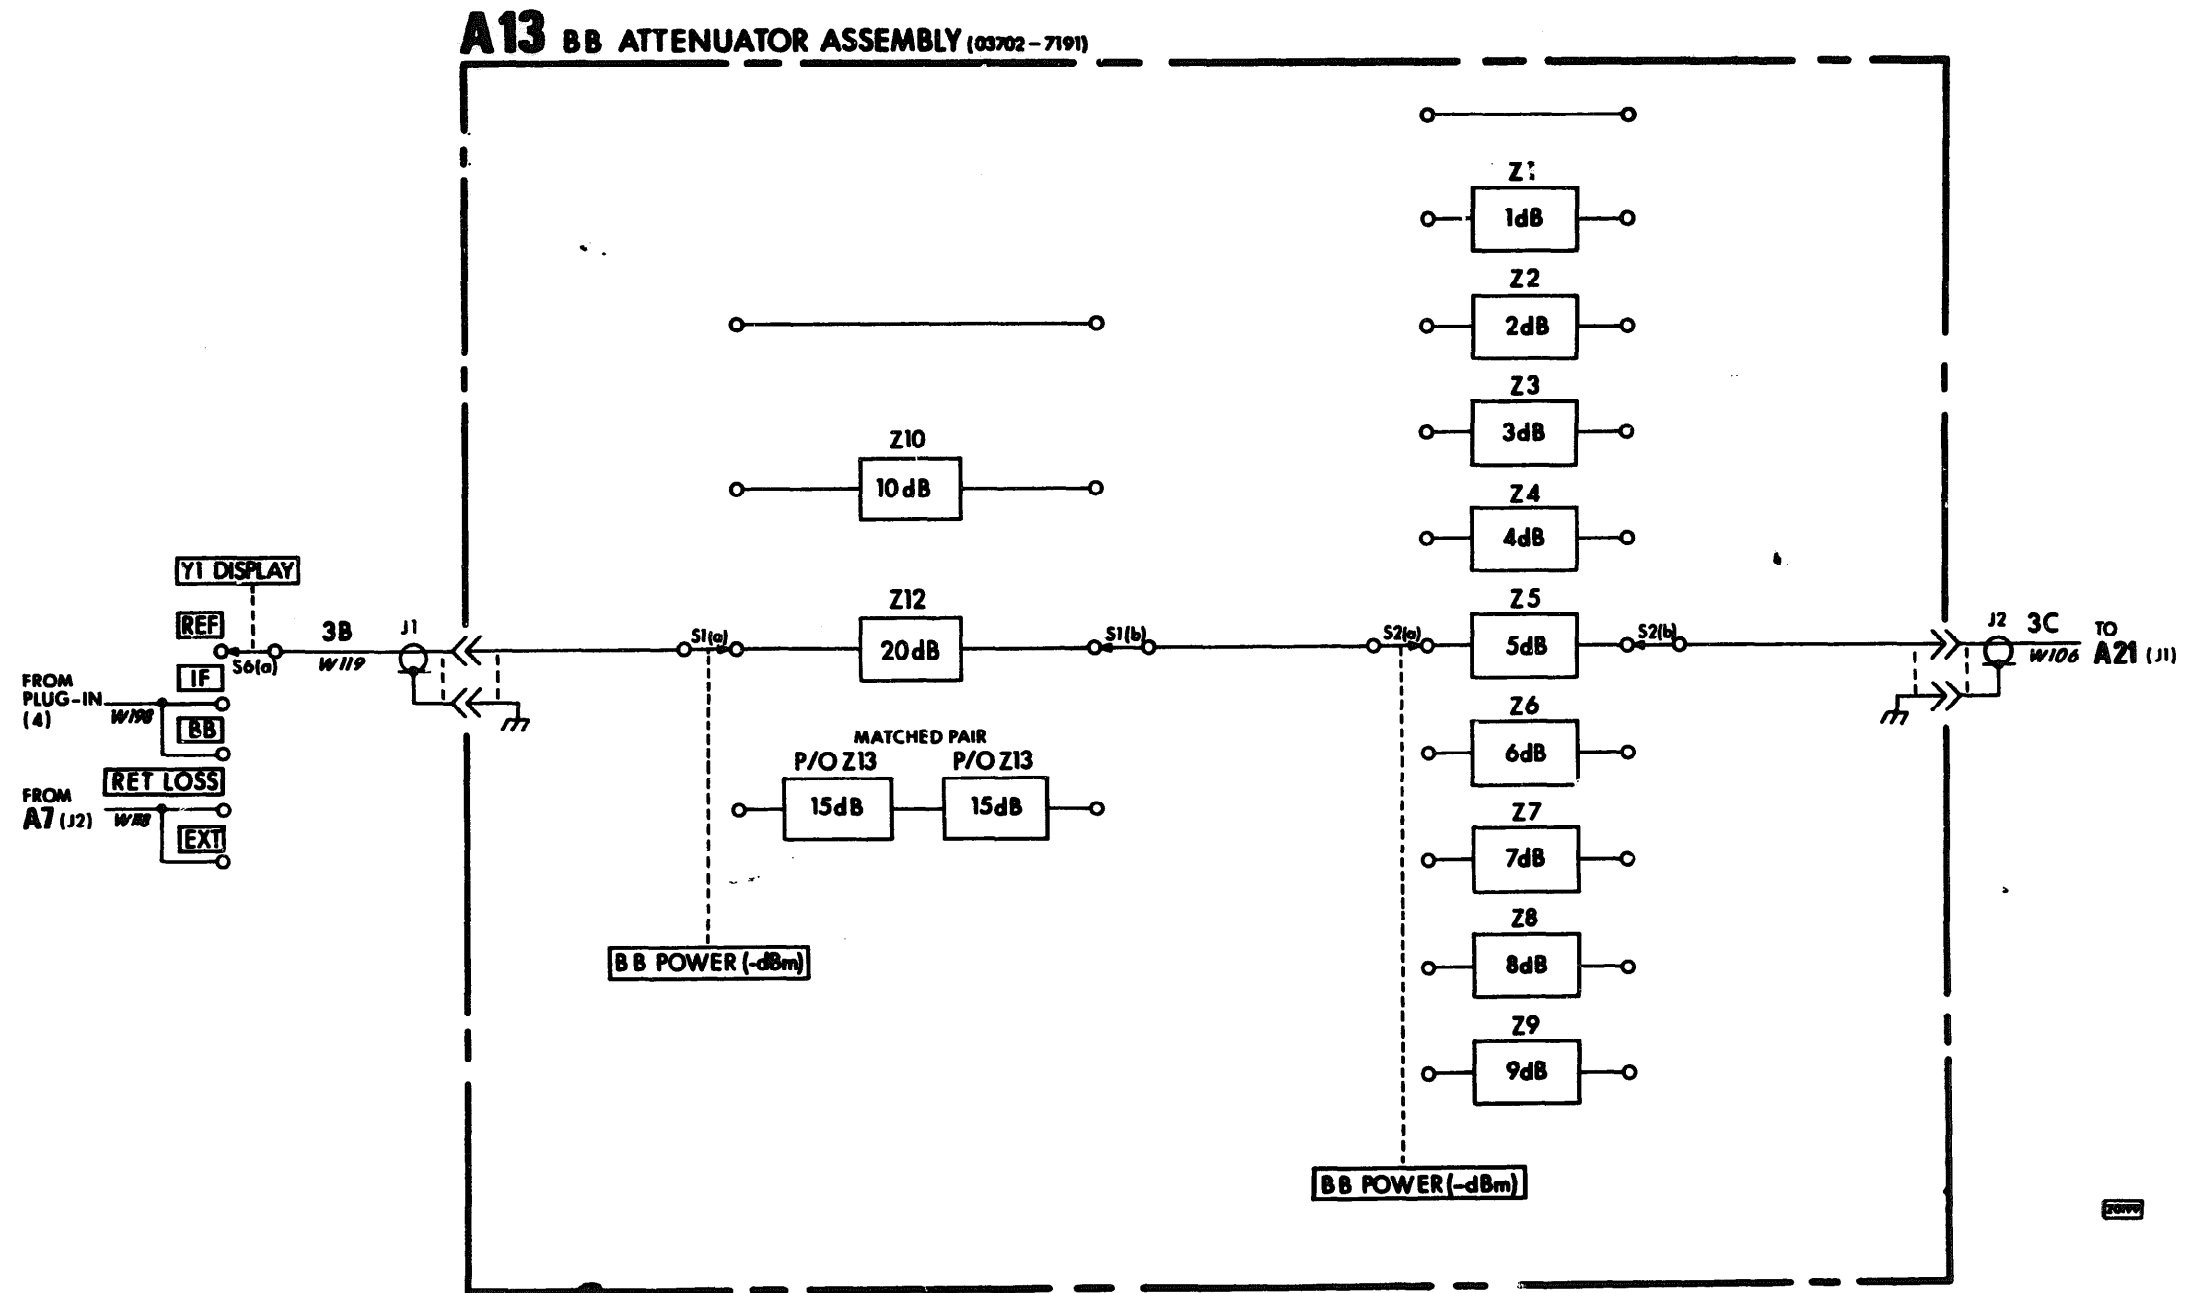 A13 BB ATTENUATOR ASSEMBLY (03702-7191)
Z1
1dB
Z2
2dB
Z3
3dB
Z10
10dB
Z4
4dB
Y1 DISPLAY
REF
S6(a)
3B
W119
J1
S1(a)
Z12
20dB
S1(b)
S2(a)
Z5
5dB
S2(b)
J2
3C
W106
TO
A21 (J1)
IF
FROM
PLUG-IN
(4)
W198
BB
Z6
6dB
MATCHED PAIR
P/O Z13
P/O Z13
15dB
15dB
RET LOSS
FROM
A7 (J2)
EXT
Z7
7dB
BB POWER (-dBm)
Z8
8dB
Z9
9dB
BB POWER (-dBm)